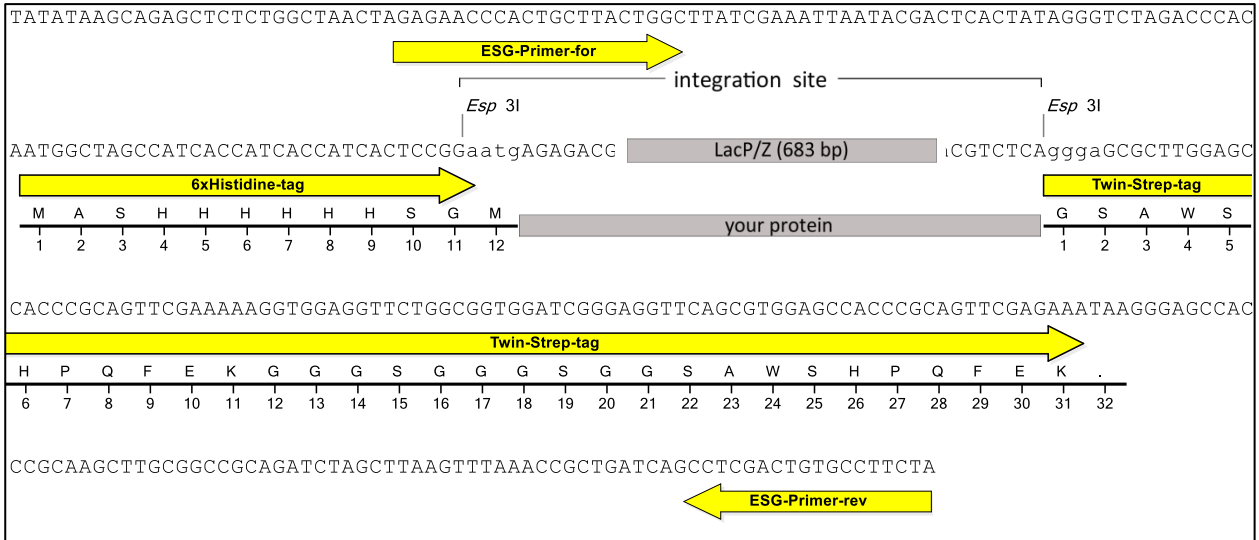 TATATAAGCAGAGCTCTCTGGCTAACTAGAGAACCCACTGCTTACTGGCTTATCGAAATTAATACGACTCACTATAGGGTCTAGACCCAC
ESG-Primer-for
integration site
Esp 3I Esp 3I
AATGGCTAGCCATCACCATCACCATCACTCCGGaatgAGAGACG LacP/Z (683 bp) CGTCTCAgggaGCGCTTGGAGC
6xHistidine-tag Twin-Strep-tag
M A S H H H H H H S G M your protein G S A W S
1 2 3 4 5 6 7 8 9 10 11 12 1 2 3 4 5
CACCCGCAGTTCGAAAAAGGTGGAGGTTCTGGCGGTGGATCGGGAGGTTCAGCGTGGAGCCACCCGCAGTTCGAGAAATAAGGGAGCCAC
Twin-Strep-tag
H P Q F E K G G G S G G G S G G S A W S H P Q F E K .
6 7 8 9 10 11 12 13 14 15 16 17 18 19 20 21 22 23 24 25 26 27 28 29 30 31 32
CCGCAAGCTTGCGGCCGCAGATCTAGCTTAAGTTTAAACCGCTGATCAGCCTCGACTGTGCCTTCTA
ESG-Primer-rev